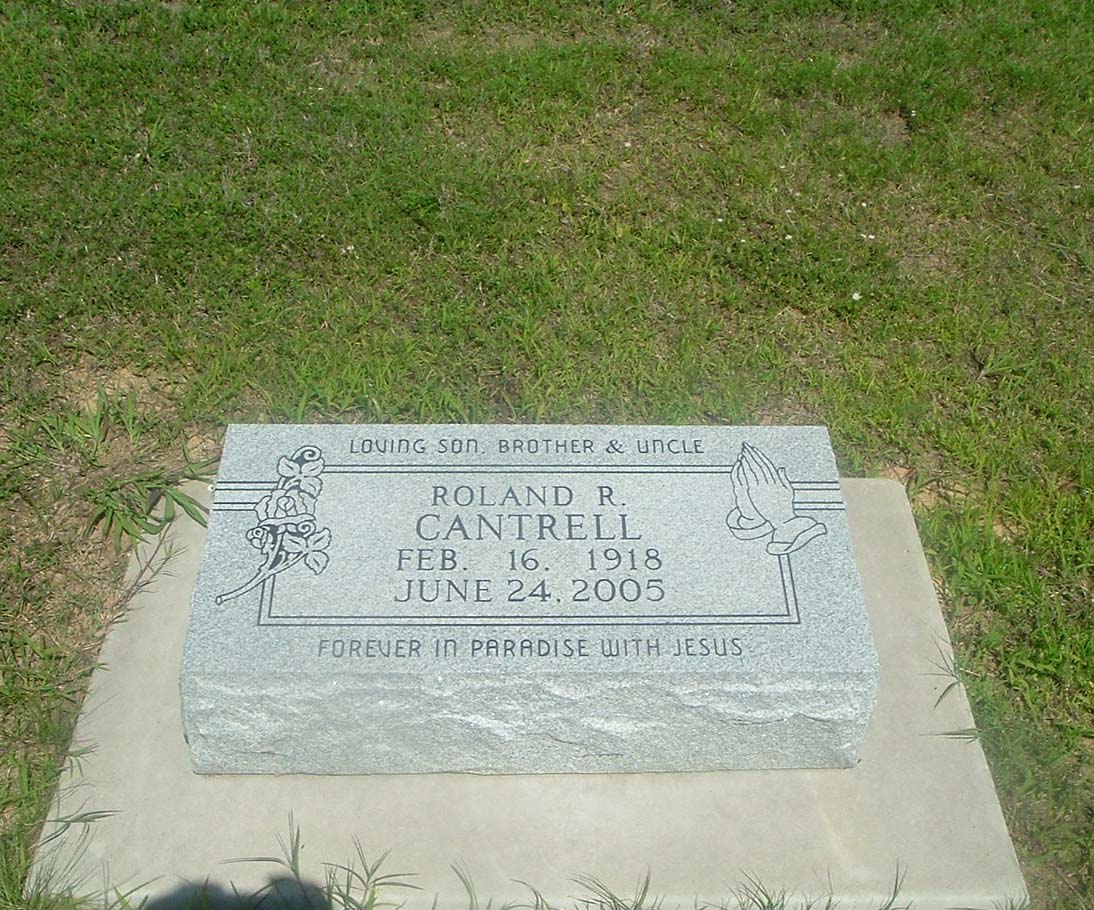 LOVING SON, BROTHER & UNCLE
ROLAND R.
CANTRELL
FEB. 16. 1918
JUNE 24, 2005
FOREVER IN PARADISE WITH JESUS